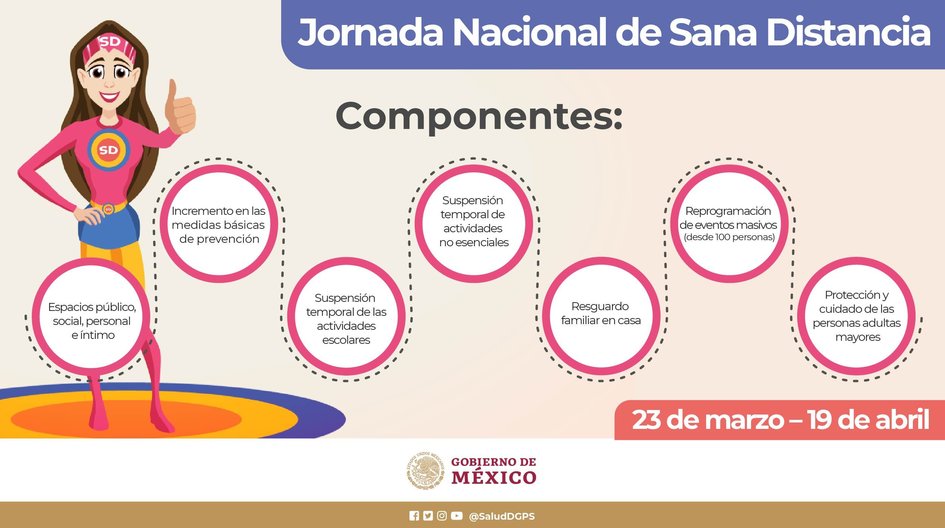 Jornada Nacional de Sana Distancia
SD
SD
Componentes:
Espacios público,
social, personal
e íntimo
Incremento en las
medidas básicas
de prevención
Suspensión
temporal de las
actividades
escolares
Suspensión
temporal de
actividades
no esenciales
Resguardo
familiar en casa
Reprogramación
de eventos masivos
(desde 100 personas)
Protección y
cuidado de las
personas adultas
mayores
23 de marzo – 19 de abril
GOBIERNO DE
MÉXICO
@SaludDGPS